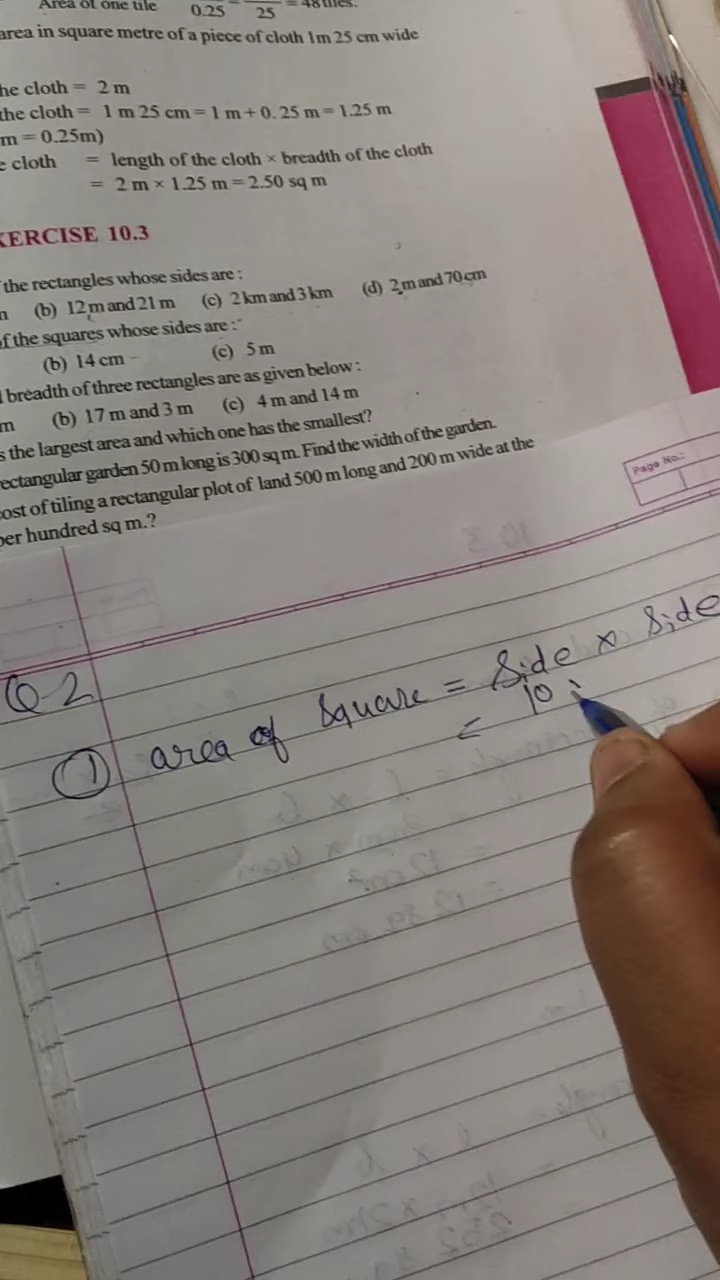 Area of one tile 0.25 25 = 48 tiles.
area in square metre of a piece of cloth 1m 25 cm wide
he cloth = 2 m
the cloth = 1 m 25 cm = 1 m + 0. 25 m = 1.25 m
m = 0.25m)
e cloth = length of the cloth × breadth of the cloth
= 2 m × 1.25 m = 2.50 sq m
XERCISE 10.3
the rectangles whose sides are :
(b) 12 m and 21 m (c) 2 km and 3 km (d) 2 m and 70 cm
f the squares whose sides are :
(b) 14 cm (c) 5 m
breadth of three rectangles are as given below :
m (b) 17 m and 3 m (c) 4 m and 14 m
s the largest area and which one has the smallest?
ectangular garden 50 m long is 300 sq m. Find the width of the garden.
ost of tiling a rectangular plot of land 500 m long and 200 m wide at the
per hundred sq m.?
Page No.:
Q 2
① area of square = Side × Side
= 10